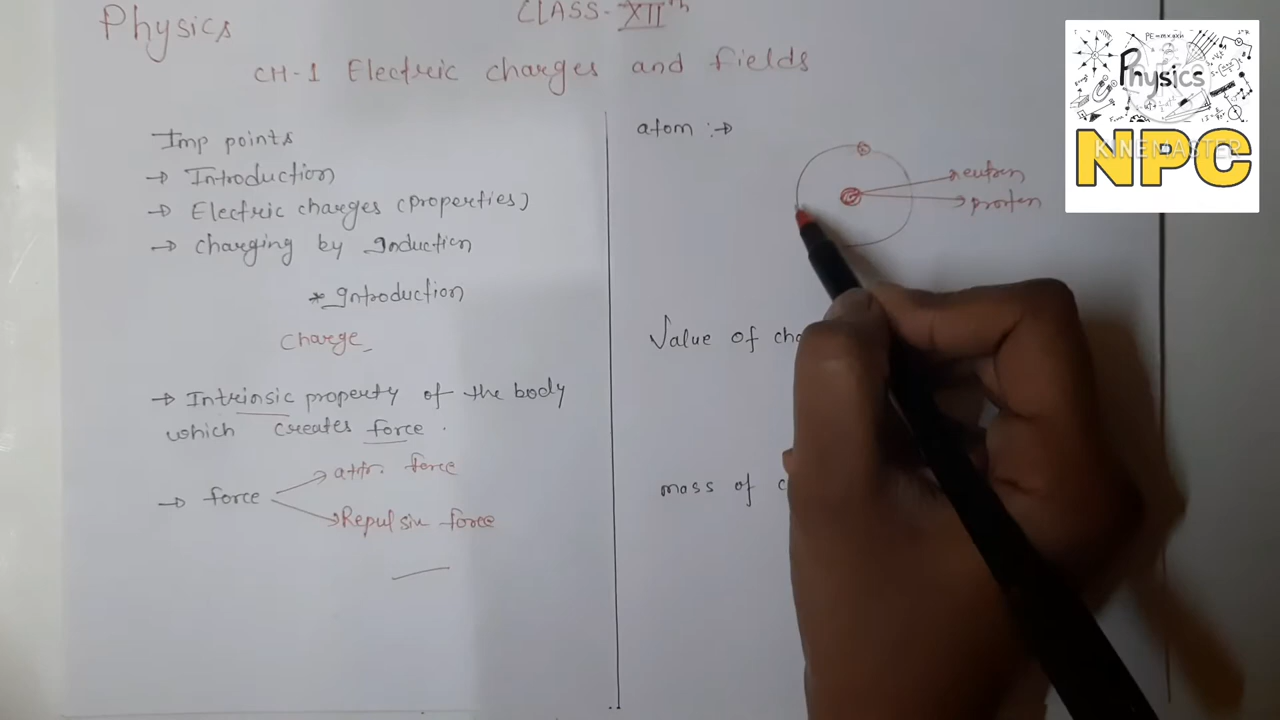 Physics
CLASS-XIIth
CH-1 Electric charges and fields
Imp points
→ Introduction
→ Electric charges (properties)
→ charging by Induction
* Introduction
Charge
→ Intrinsic property of the body
which creates force.
→ force
→ attr. force
→ Repulsiv force
atom :→
neutron
proton
Value of
mass of
Physics
NPC
KINEMASTER